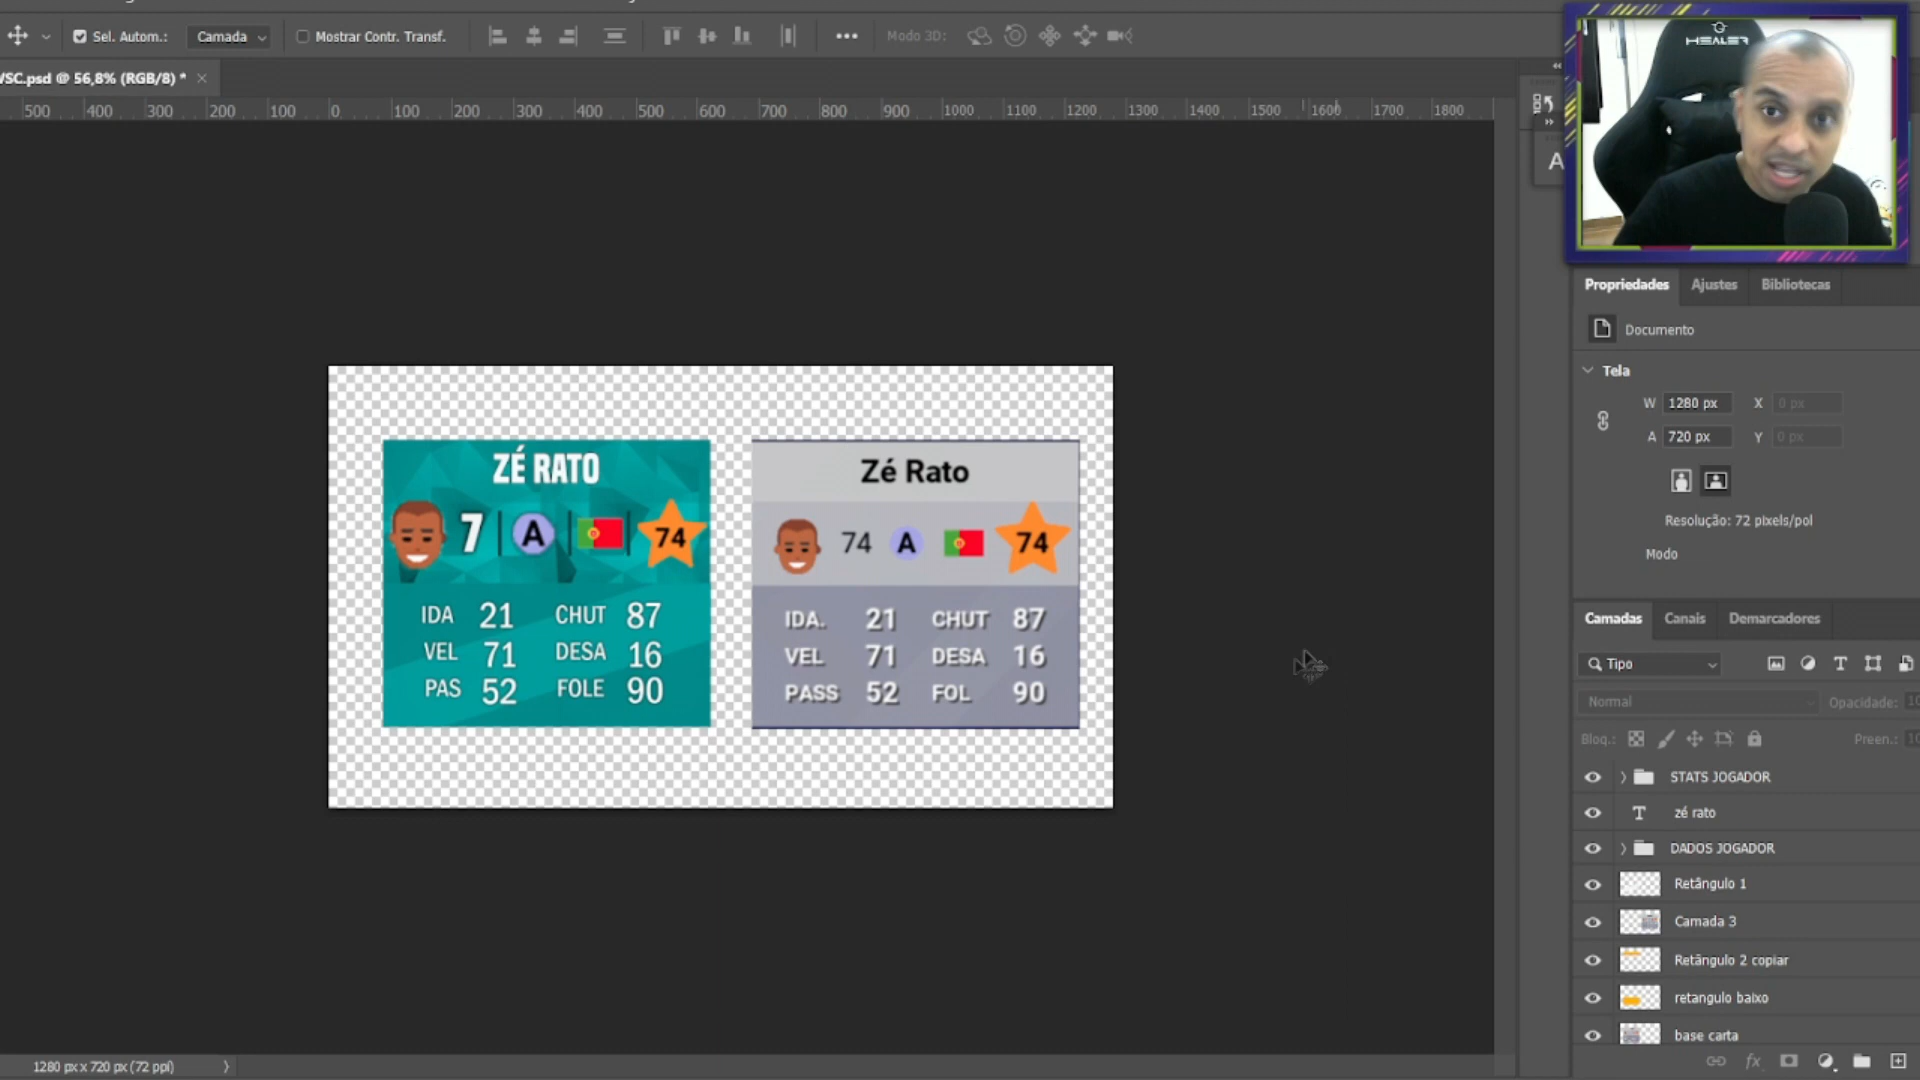 Sel. Autom.: Camada Mostrar Contr. Transf. Modo 3D:
WSC.psd @ 56,8% (RGB/8) *
500 400 300 200 100 0 100 200 300 400 500 600 700 800 900 1000 1100 1200 1300 1400 1500 1600 1700 1800
HEALER
A
Propriedades Ajustes Bibliotecas
Documento
Tela
W 1280 px X 0 px
A 720 px Y 0 px
Resolução: 72 pixels/pol
Modo
ZÉ RATO
7 A 74
IDA 21 CHUT 87
VEL 71 DESA 16
PAS 52 FOLE 90
Zé Rato
74 A 74
IDA. 21 CHUT 87
VEL 71 DESA 16
PASS 52 FOL 90
Camadas Canais Demarcadores
Tipo
Normal Opacidade: 10
Bloq.: Preen.: 10
STATS JOGADOR
T zé rato
DADOS JOGADOR
Retângulo 1
Camada 3
Retângulo 2 copiar
retangulo baixo
base carta
fx
1280 px x 720 px (72 ppi)